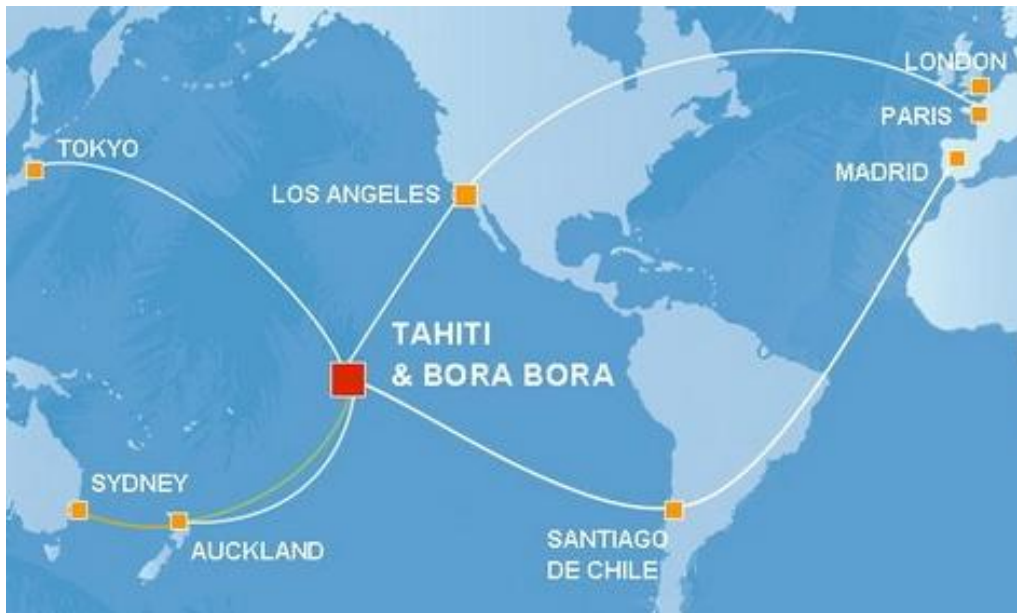 LONDON
PARIS
TOKYO
MADRID
LOS ANGELES
TAHITI
& BORA BORA
SYDNEY
AUCKLAND
SANTIAGO
DE CHILE